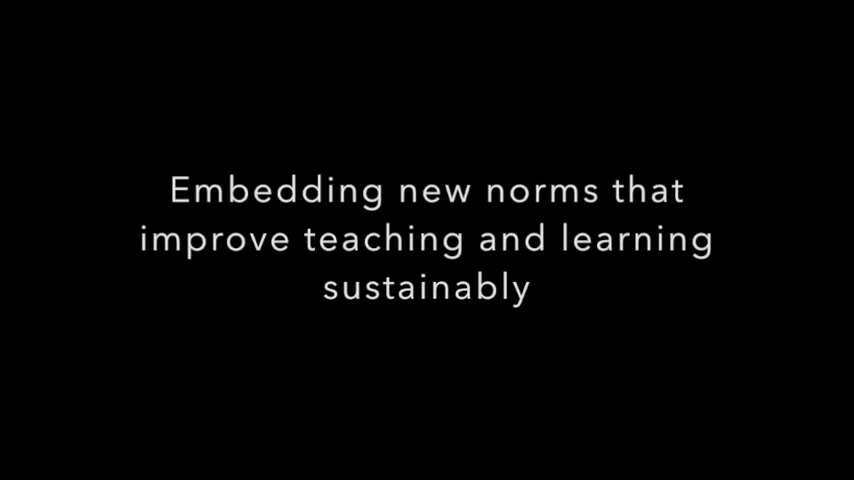 Embedding new norms that
improve teaching and learning
sustainably